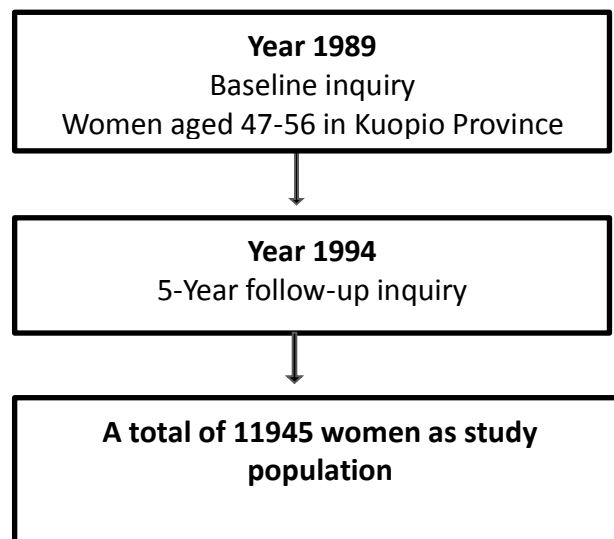 Year 1989
Baseline inquiry
Women aged 47-56 in Kuopio Province
Year 1994
5-Year follow-up inquiry
A total of 11945 women as study
population